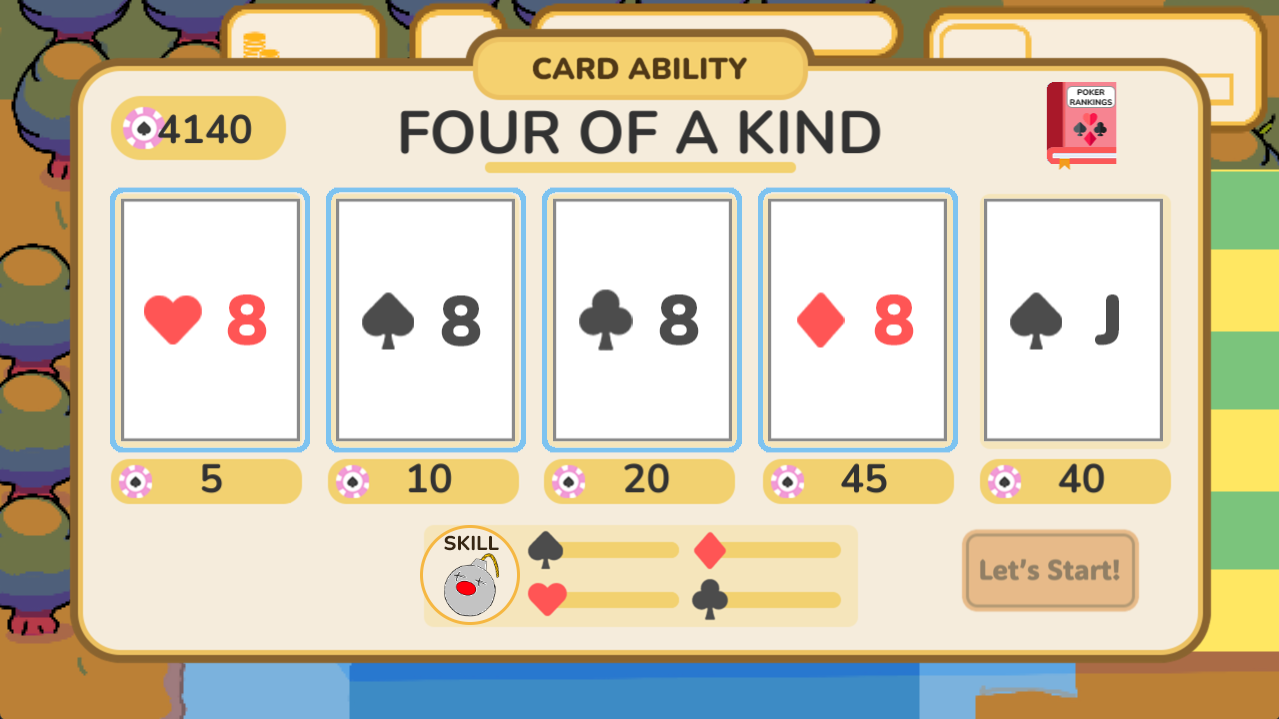 CARD ABILITY
4140
FOUR OF A KIND
POKER
RANKINGS
8
8
8
8
J
5
10
20
45
40
SKILL
Let's Start!